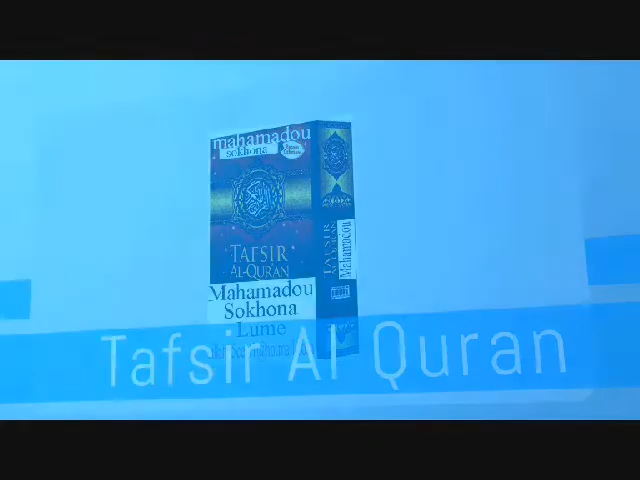 mahamadou
sokhona
TAFSIR
AL-QURAN
Mahamadou
Sokhona
Lume
TAFSIR
AL-QURAN
Mahamadou
Tafsir Al Quran